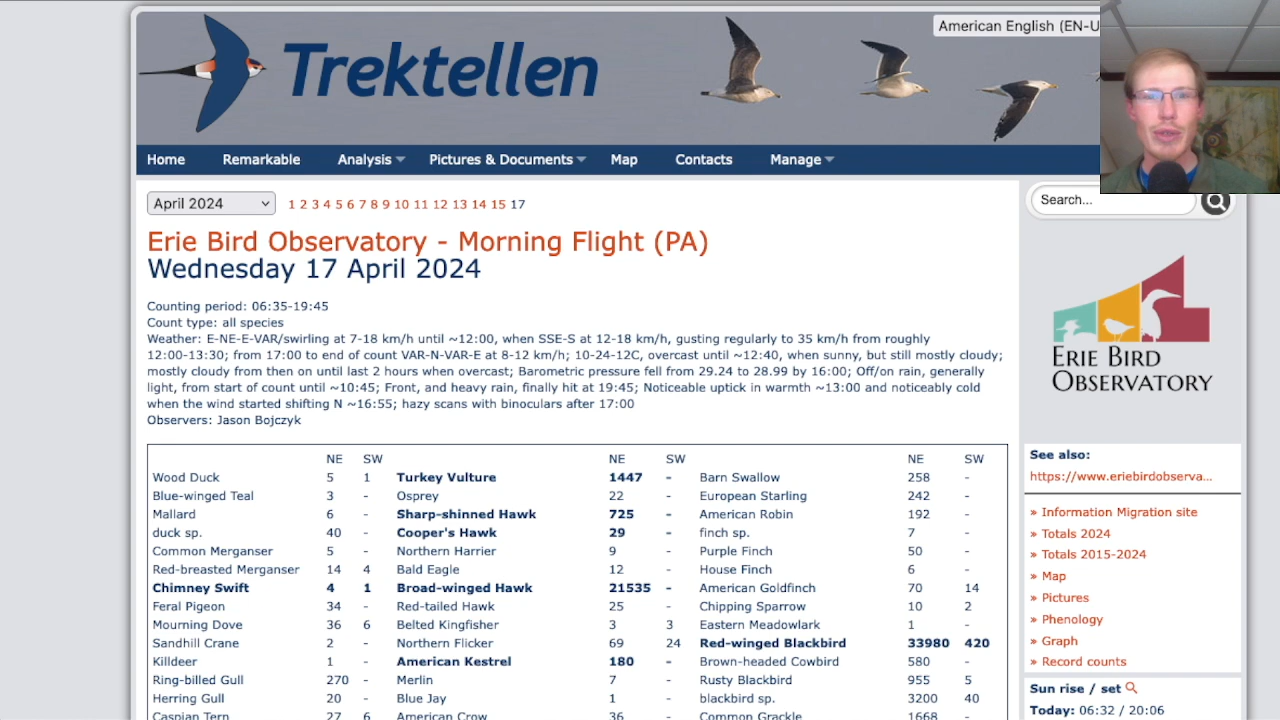 American English (EN-U
Trektellen
Home Remarkable Analysis Pictures & Documents Map Contacts Manage
April 2024 1 2 3 4 5 6 7 8 9 10 11 12 13 14 15 17
Search...
Erie Bird Observatory - Morning Flight (PA)
Wednesday 17 April 2024
Counting period: 06:35-19:45
Count type: all species
Weather: E-NE-E-VAR/swirling at 7-18 km/h until ~12:00, when SSE-S at 12-18 km/h, gusting regularly to 35 km/h from roughly
12:00-13:30; from 17:00 to end of count VAR-N-VAR-E at 8-12 km/h; 10-24-12C, overcast until ~12:40, when sunny, but still mostly cloudy;
mostly cloudy from then on until last 2 hours when overcast; Barometric pressure fell from 29.24 to 28.99 by 16:00; Off/on rain, generally
light, from start of count until ~10:45; Front, and heavy rain, finally hit at 19:45; Noticeable uptick in warmth ~13:00 and noticeably cold
when the wind started shifting N ~16:55; hazy scans with binoculars after 17:00
Observers: Jason Bojczyk
NE SW NE SW NE SW
Wood Duck 5 1 Turkey Vulture 1447 - Barn Swallow 258 -
Blue-winged Teal 3 - Osprey 22 - European Starling 242 -
Mallard 6 - Sharp-shinned Hawk 725 - American Robin 192 -
duck sp. 40 - Cooper's Hawk 29 - finch sp. 7 -
Common Merganser 5 - Northern Harrier 9 - Purple Finch 50 -
Red-breasted Merganser 14 4 Bald Eagle 12 - House Finch 6 -
Chimney Swift 4 1 Broad-winged Hawk 21535 - American Goldfinch 70 14
Feral Pigeon 34 - Red-tailed Hawk 25 - Chipping Sparrow 10 2
Mourning Dove 36 6 Belted Kingfisher 3 3 Eastern Meadowlark 1 -
Sandhill Crane 2 - Northern Flicker 69 24 Red-winged Blackbird 33980 420
Killdeer 1 - American Kestrel 180 - Brown-headed Cowbird 580 -
Ring-billed Gull 270 - Merlin 7 - Rusty Blackbird 955 5
Herring Gull 20 - Blue Jay 1 - blackbird sp. 3200 40
Caspian Tern 27 6 American Crow 36 - Common Grackle 1668 -
ERIE BIRD
OBSERVATORY
See also:
https://www.eriebirdobserva...
» Information Migration site
» Totals 2024
» Totals 2015-2024
» Map
» Pictures
» Phenology
» Graph
» Record counts
Sun rise / set
Today: 06:32 / 20:06